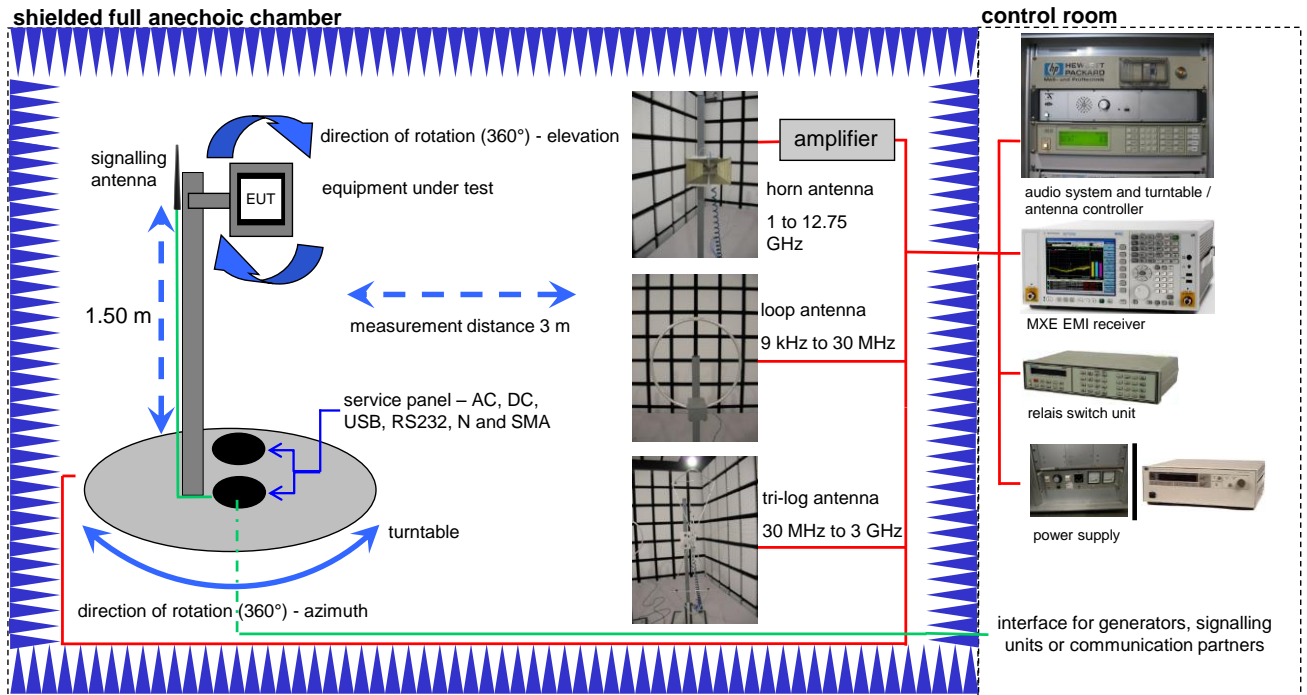 shielded full anechoic chamber
control room
signalling
antenna
direction of rotation (360°) - elevation
EUT
equipment under test
1.50 m
measurement distance 3 m
service panel – AC, DC,
USB, RS232, N and SMA
turntable
direction of rotation (360°) - azimuth
amplifier
horn antenna
1 to 12.75
GHz
loop antenna
9 kHz to 30 MHz
tri-log antenna
30 MHz to 3 GHz
hp
HEWLETT
PACKARD
audio system and turntable /
antenna controller
MXE EMI receiver
relais switch unit
power supply
interface for generators, signalling
units or communication partners